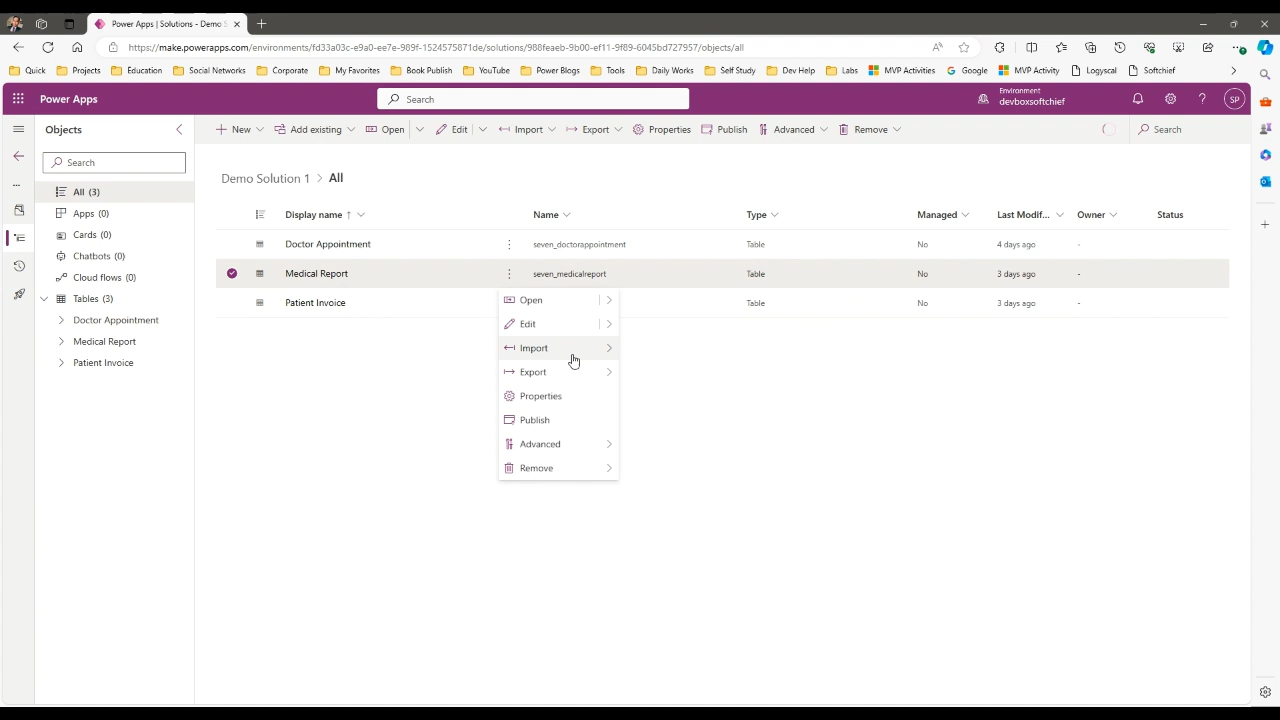 Power Apps | Solutions - Demo S
https://make.powerapps.com/environments/fd33a03c-e9a0-ee7e-989f-1524575871de/solutions/988feaeb-9b00-ef11-9f89-6045bd727957/objects/all
Quick Projects Education Social Networks Corporate My Favorites Book Publish YouTube Power Blogs Tools Daily Works Self Study Dev Help Labs MVP Activities Google MVP Activity Logyscal Softchief
Power Apps Search Environment
devboxsoftchief SP
Objects New Add existing Open Edit Import Export Properties Publish Advanced Remove Search
Search
Demo Solution 1 > All
All (3)
Apps (0)
Cards (0)
Chatbots (0)
Cloud flows (0)
Tables (3)
Doctor Appointment
Medical Report
Patient Invoice
Display name ↑ Name Type Managed Last Modif... Owner Status
Doctor Appointment seven_doctorappointment Table No 4 days ago -
Medical Report seven_medicalreport Table No 3 days ago -
Patient Invoice Table No 3 days ago -
Open
Edit
Import
Export
Properties
Publish
Advanced
Remove